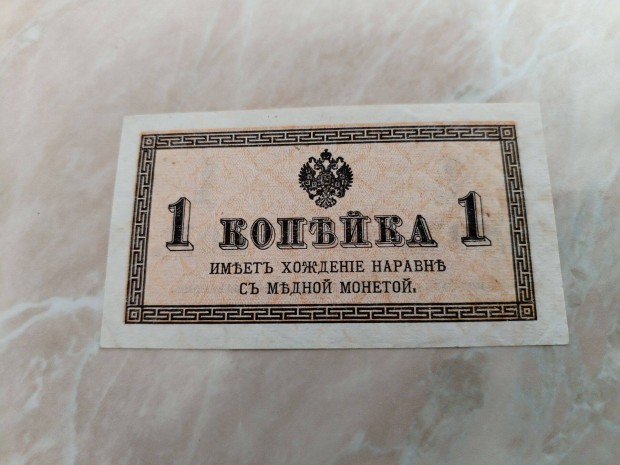 1 КОПѢЙКА 1
ИМѢЕТЪ ХОЖДЕНІЕ НАРАВНѢ
СЪ МѢДНОЙ МОНЕТОЙ.